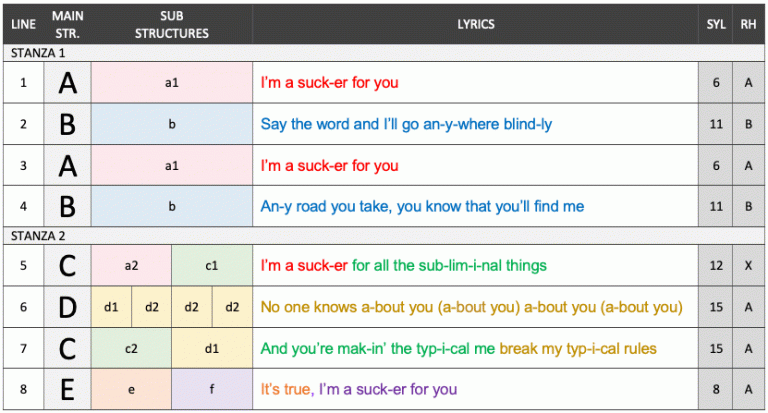 LINE MAIN STR. SUB STRUCTURES LYRICS SYL RH
STANZA 1
1 A a1 I'm a suck-er for you 6 A
2 B b Say the word and I'll go an-y-where blind-ly 11 B
3 A a1 I'm a suck-er for you 6 A
4 B b An-y road you take, you know that you'll find me 11 B
STANZA 2
5 C a2 c1 I'm a suck-er for all the sub-lim-i-nal things 12 X
6 D d1 d2 d2 d2 No one knows a-bout you (a-bout you) a-bout you (a-bout you) 15 A
7 C c2 d1 And you're mak-in' the typ-i-cal me break my typ-i-cal rules 15 A
8 E e f It's true, I'm a suck-er for you 8 A